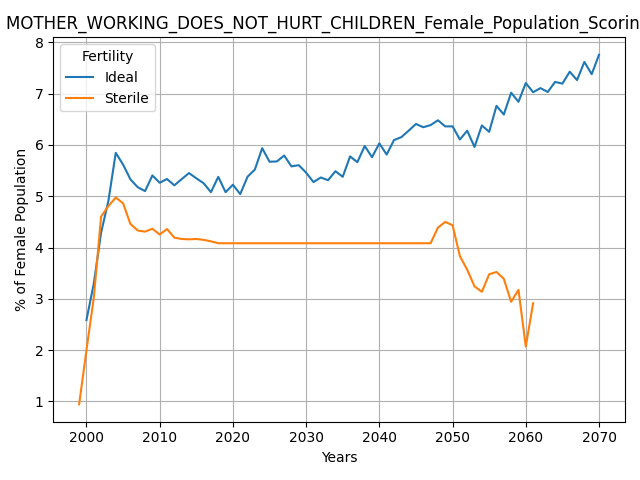 MOTHER_WORKING_DOES_NOT_HURT_CHILDREN_Female_Population_Scorin
8
7
6
5
4
3
2
1
% of Female Population
Fertility
Ideal
Sterile
2000 2010 2020 2030 2040 2050 2060 2070
Years